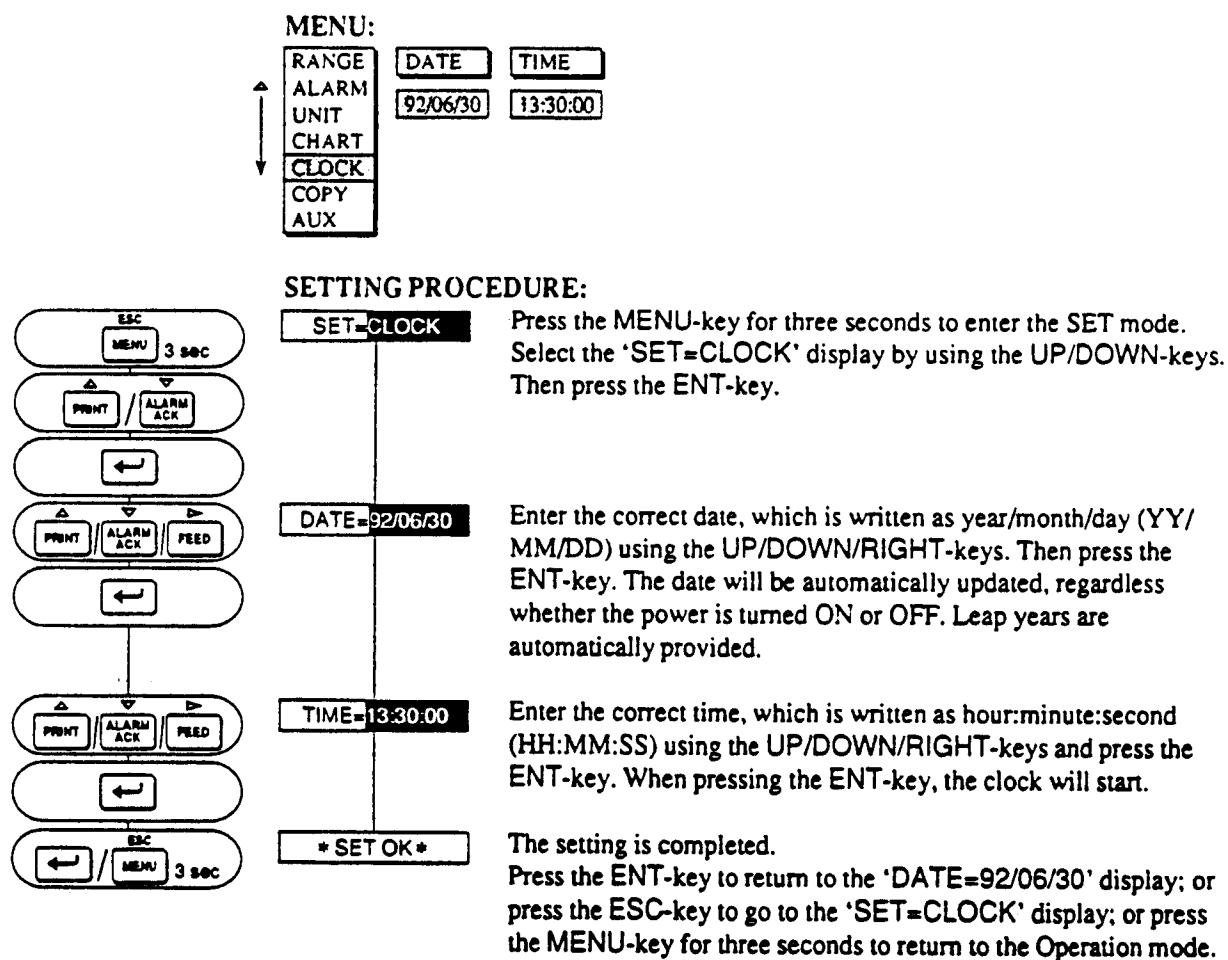 MENU:
RANGE DATE TIME
ALARM 92/06/30 13:30:00
UNIT
CHART
CLOCK
COPY
AUX
SETTING PROCEDURE:
ESC
MENU 3 sec
PRINT / ALARM ACK
SET=CLOCK
Press the MENU-key for three seconds to enter the SET mode.
Select the 'SET=CLOCK' display by using the UP/DOWN-keys.
Then press the ENT-key.
PRINT / ALARM ACK / FEED
DATE=92/06/30
Enter the correct date, which is written as year/month/day (YY/
MM/DD) using the UP/DOWN/RIGHT-keys. Then press the
ENT-key. The date will be automatically updated, regardless
whether the power is turned ON or OFF. Leap years are
automatically provided.
PRINT / ALARM ACK / FEED
TIME=13:30:00
Enter the correct time, which is written as hour:minute:second
(HH:MM:SS) using the UP/DOWN/RIGHT-keys and press the
ENT-key. When pressing the ENT-key, the clock will start.
ESC
/ MENU 3 sec
* SET OK *
The setting is completed.
Press the ENT-key to return to the 'DATE=92/06/30' display; or
press the ESC-key to go to the 'SET=CLOCK' display; or press
the MENU-key for three seconds to return to the Operation mode.